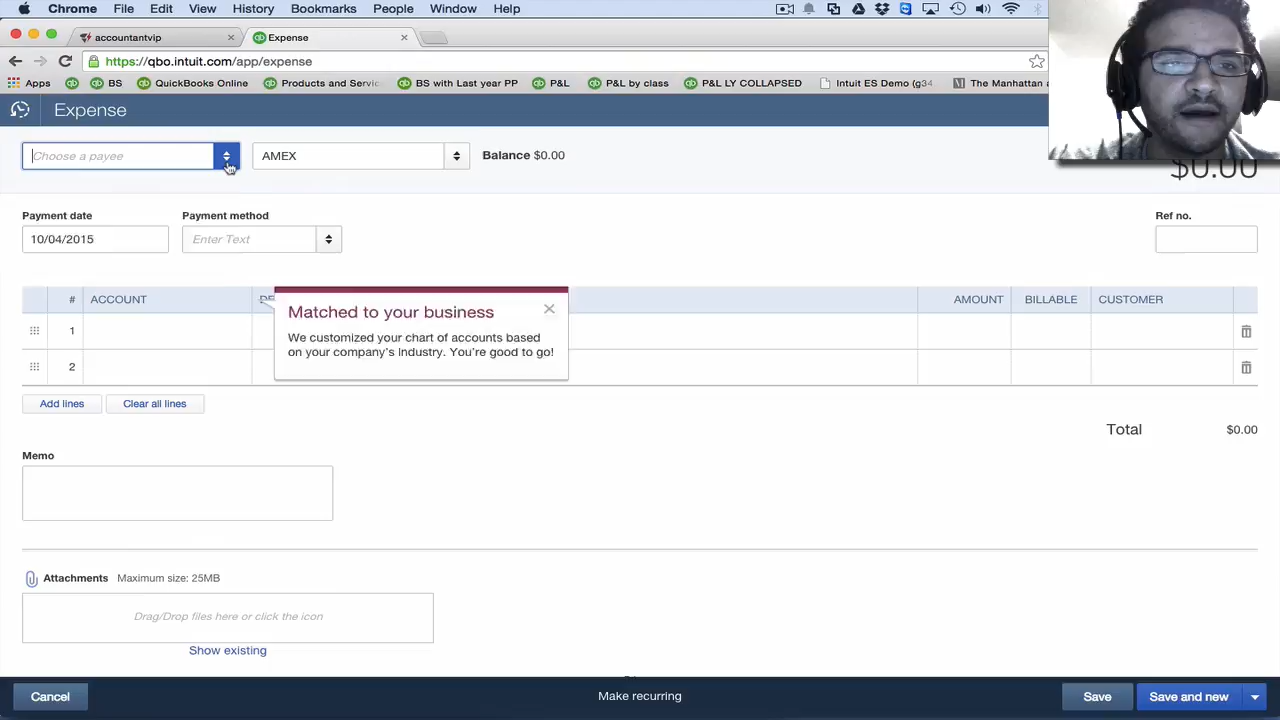 Chrome File Edit View History Bookmarks People Window Help
accountantvip
Expense
https://qbo.intuit.com/app/expense
Apps BS QuickBooks Online Products and Servic BS with Last year PP P&L P&L by class P&L LY COLLAPSED Intuit ES Demo (g34 The Manhattan
Expense
Choose a payee AMEX Balance $0.00
$0.00
Payment date Payment method Ref no.
10/04/2015 Enter Text
# ACCOUNT AMOUNT BILLABLE CUSTOMER
Matched to your business
We customized your chart of accounts based
on your company's industry. You're good to go!
1
2
Add lines Clear all lines
Total $0.00
Memo
Attachments Maximum size: 25MB
Drag/Drop files here or click the icon
Show existing
Cancel Make recurring Save Save and new